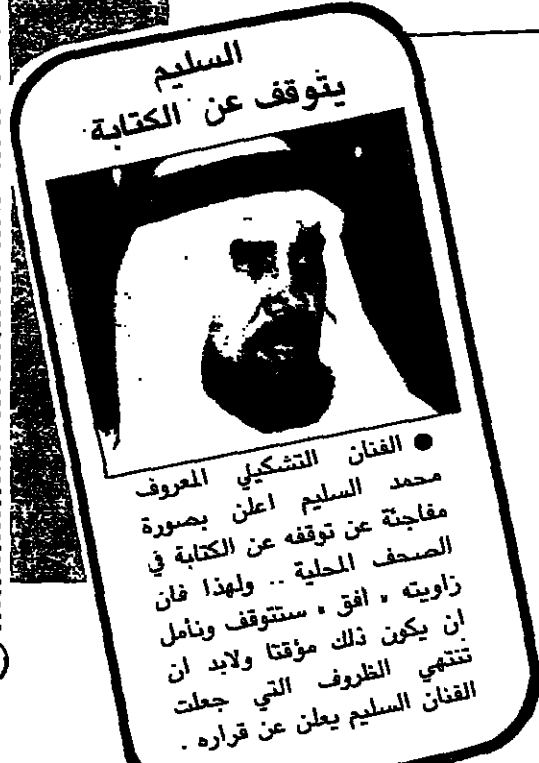 السليم
يتوقف عن الكتابة
● الفنان التشكيلي المعروف
محمد السليم اعلن بصورة
مفاجئة عن توقفه عن الكتابة في
الصحف المحلية .. ولهذا فان
زاويته « افق » ستتوقف ونأمل
ان يكون ذلك مؤقتا ولابد ان
تنتهي الظروف التي جعلت
الفنان السليم يعلن عن قراره .